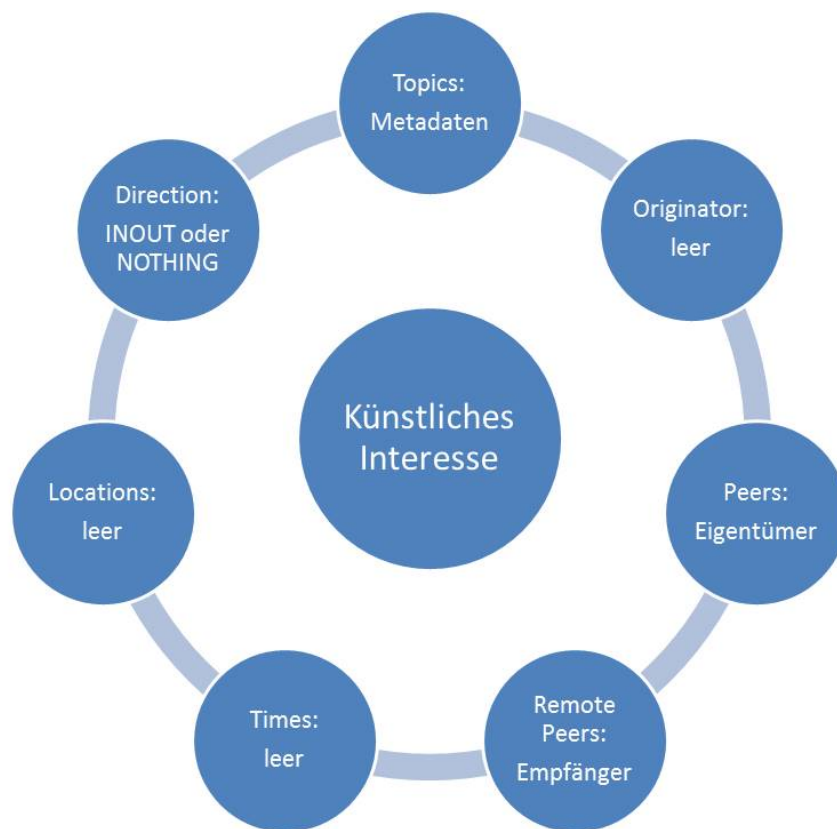 Topics:
Metadaten
Originator:
leer
Peers:
Eigentümer
Remote
Peers:
Empfänger
Times:
leer
Locations:
leer
Direction:
INOUT oder
NOTHING
Künstliches
Interesse